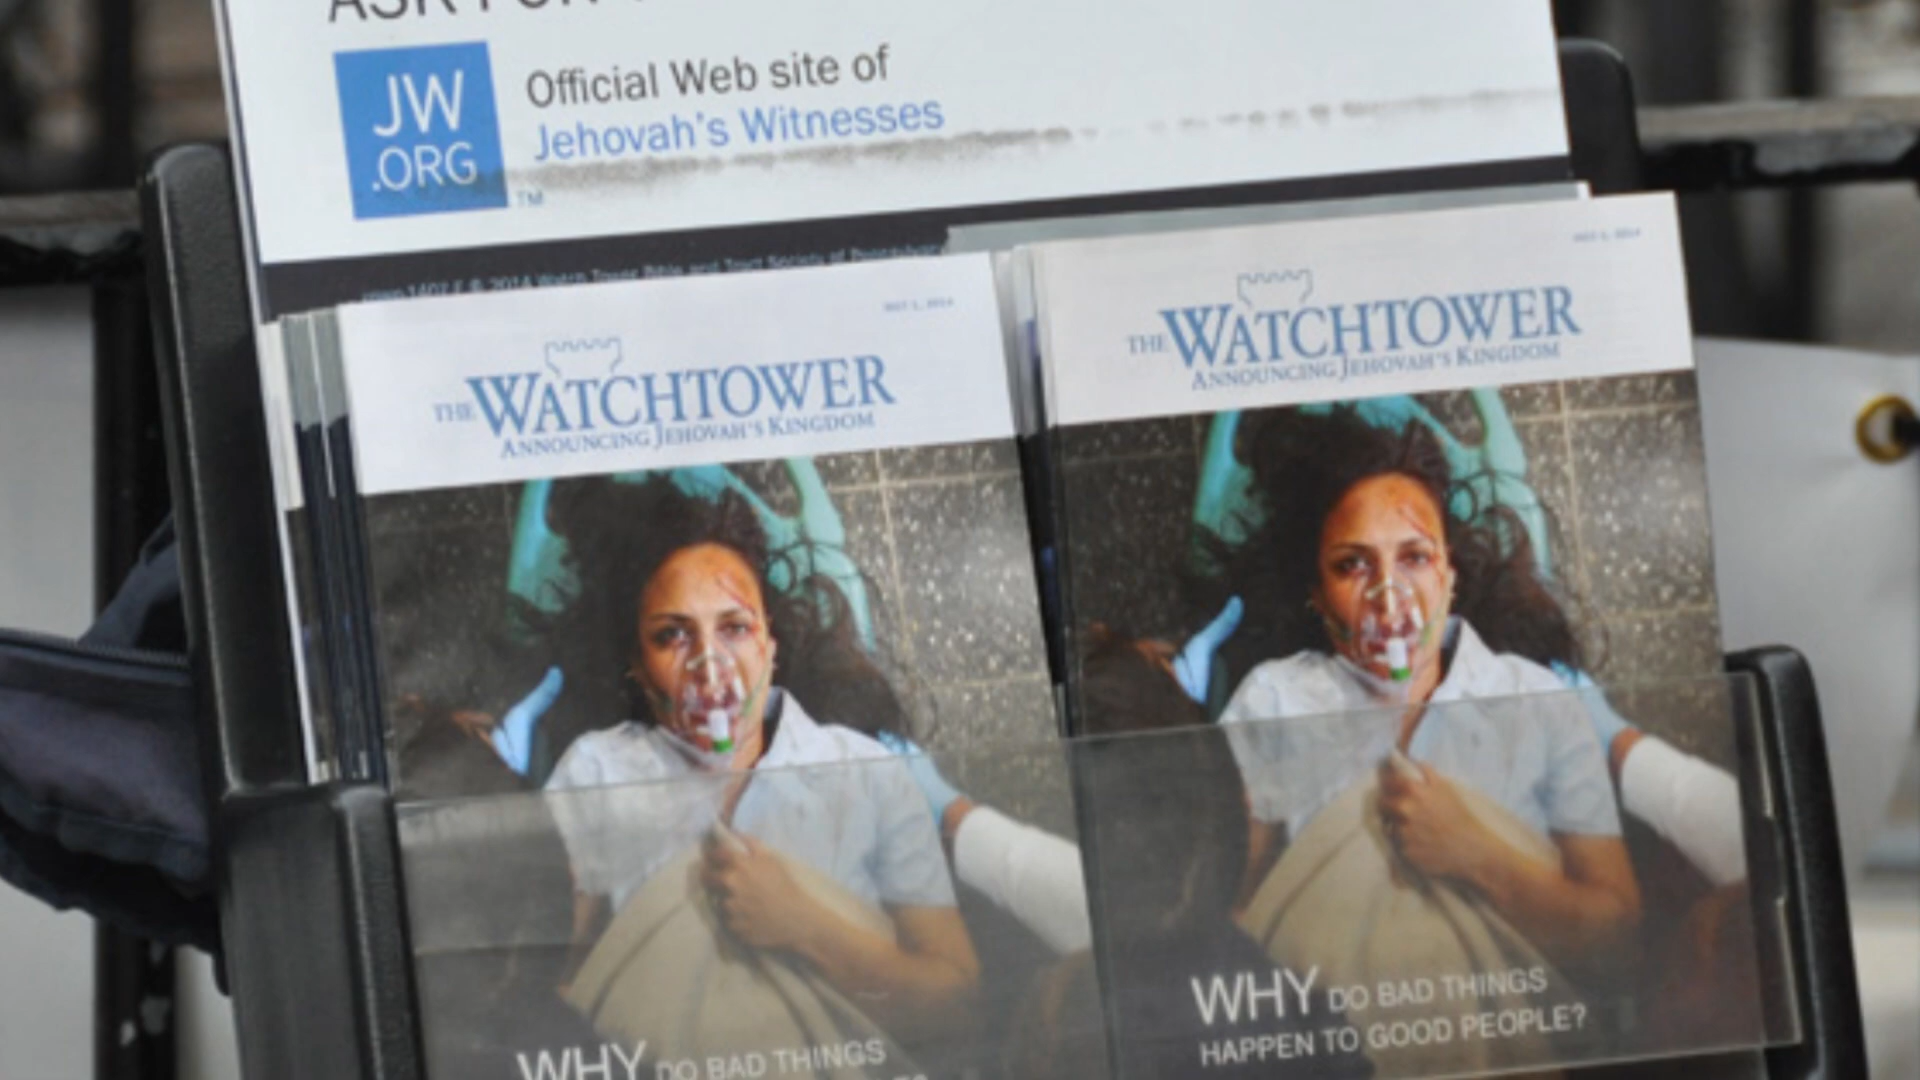 JW
.ORG
TM
Official Web site of
Jehovah's Witnesses
THE WATCHTOWER
ANNOUNCING JEHOVAH'S KINGDOM
WHY DO BAD THINGS
THE WATCHTOWER
ANNOUNCING JEHOVAH'S KINGDOM
WHY DO BAD THINGS
HAPPEN TO GOOD PEOPLE?